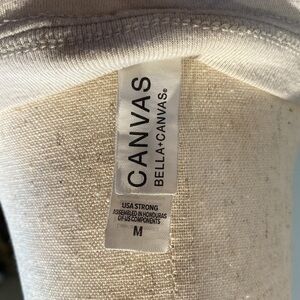 CANVAS
BELLA+CANVAS®
USA STRONG
ASSEMBLED IN HONDURAS
OF US COMPONENTS
M